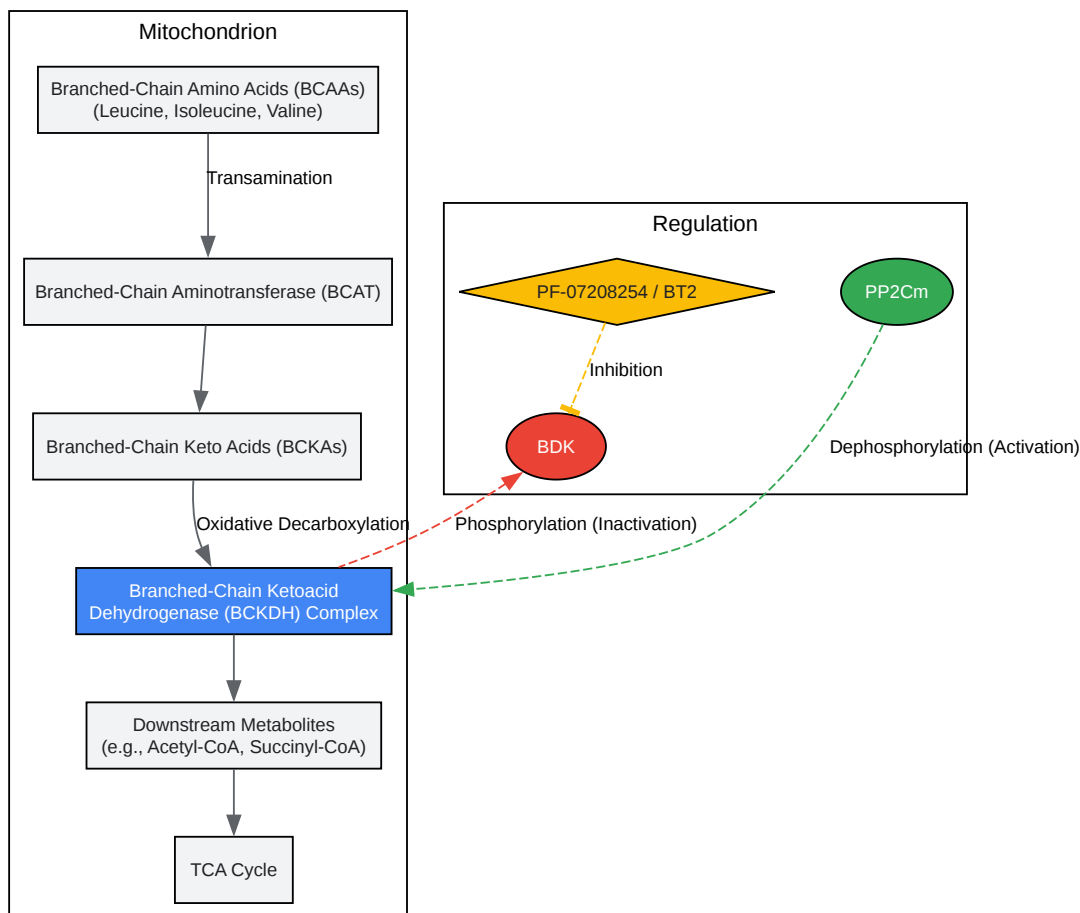 Mitochondrion
Branched-Chain Amino Acids (BCAAs)
(Leucine, Isoleucine, Valine)
Transamination
Branched-Chain Aminotransferase (BCAT)
Branched-Chain Keto Acids (BCKAs)
Oxidative Decarboxylation
Branched-Chain Ketoacid
Dehydrogenase (BCKDH) Complex
Downstream Metabolites
(e.g., Acetyl-CoA, Succinyl-CoA)
TCA Cycle
Regulation
PF-07208254 / BT2
PP2Cm
Inhibition
BDK
Dephosphorylation (Activation)
Phosphorylation (Inactivation)